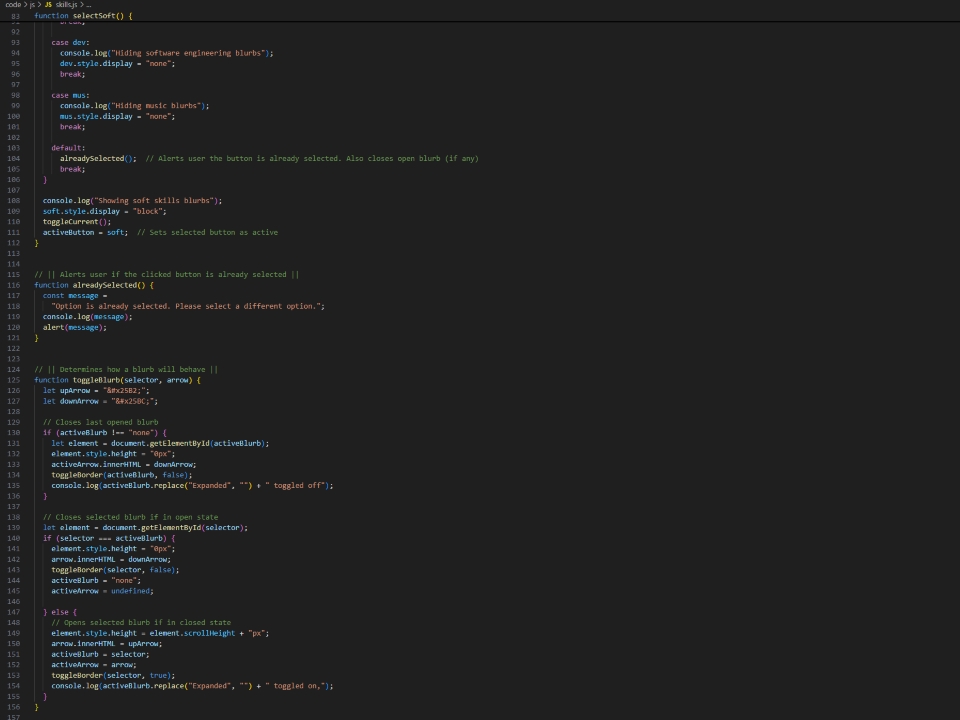 code > js > JS skills.js > ...
83 function selectSoft() {
91 break;
92
93 case dev:
94 console.log("Hiding software engineering blurbs");
95 dev.style.display = "none";
96 break;
97
98 case mus:
99 console.log("Hiding music blurbs");
100 mus.style.display = "none";
101 break;
102
103 default:
104 alreadySelected(); // Alerts user the button is already selected. Also closes open blurb (if any)
105 break;
106 }
107
108 console.log("Showing soft skills blurbs");
109 soft.style.display = "block";
110 toggleCurrent();
111 activeButton = soft; // Sets selected button as active
112 }
113
114
115 // || Alerts user if the clicked button is already selected ||
116 function alreadySelected() {
117 const message =
118 "Option is already selected. Please select a different option.";
119 console.log(message);
120 alert(message);
121 }
122
123
124 // || Determines how a blurb will behave ||
125 function toggleBlurb(selector, arrow) {
126 let upArrow = "&#x25B2;";
127 let downArrow = "&#x25BC;";
128
129 // Closes last opened blurb
130 if (activeBlurb !== "none") {
131 let element = document.getElementById(activeBlurb);
132 element.style.height = "0px";
133 activeArrow.innerHTML = downArrow;
134 toggleBorder(activeBlurb, false);
135 console.log(activeBlurb.replace("Expanded", "") + " toggled off");
136 }
137
138 // Closes selected blurb if in open state
139 let element = document.getElementById(selector);
140 if (selector === activeBlurb) {
141 element.style.height = "0px";
142 arrow.innerHTML = downArrow;
143 toggleBorder(selector, false);
144 activeBlurb = "none";
145 activeArrow = undefined;
146
147 } else {
148 // Opens selected blurb if in closed state
149 element.style.height = element.scrollHeight + "px";
150 arrow.innerHTML = upArrow;
151 activeBlurb = selector;
152 activeArrow = arrow;
153 toggleBorder(selector, true);
154 console.log(activeBlurb.replace("Expanded", "") + " toggled on,");
155 }
156 }
157